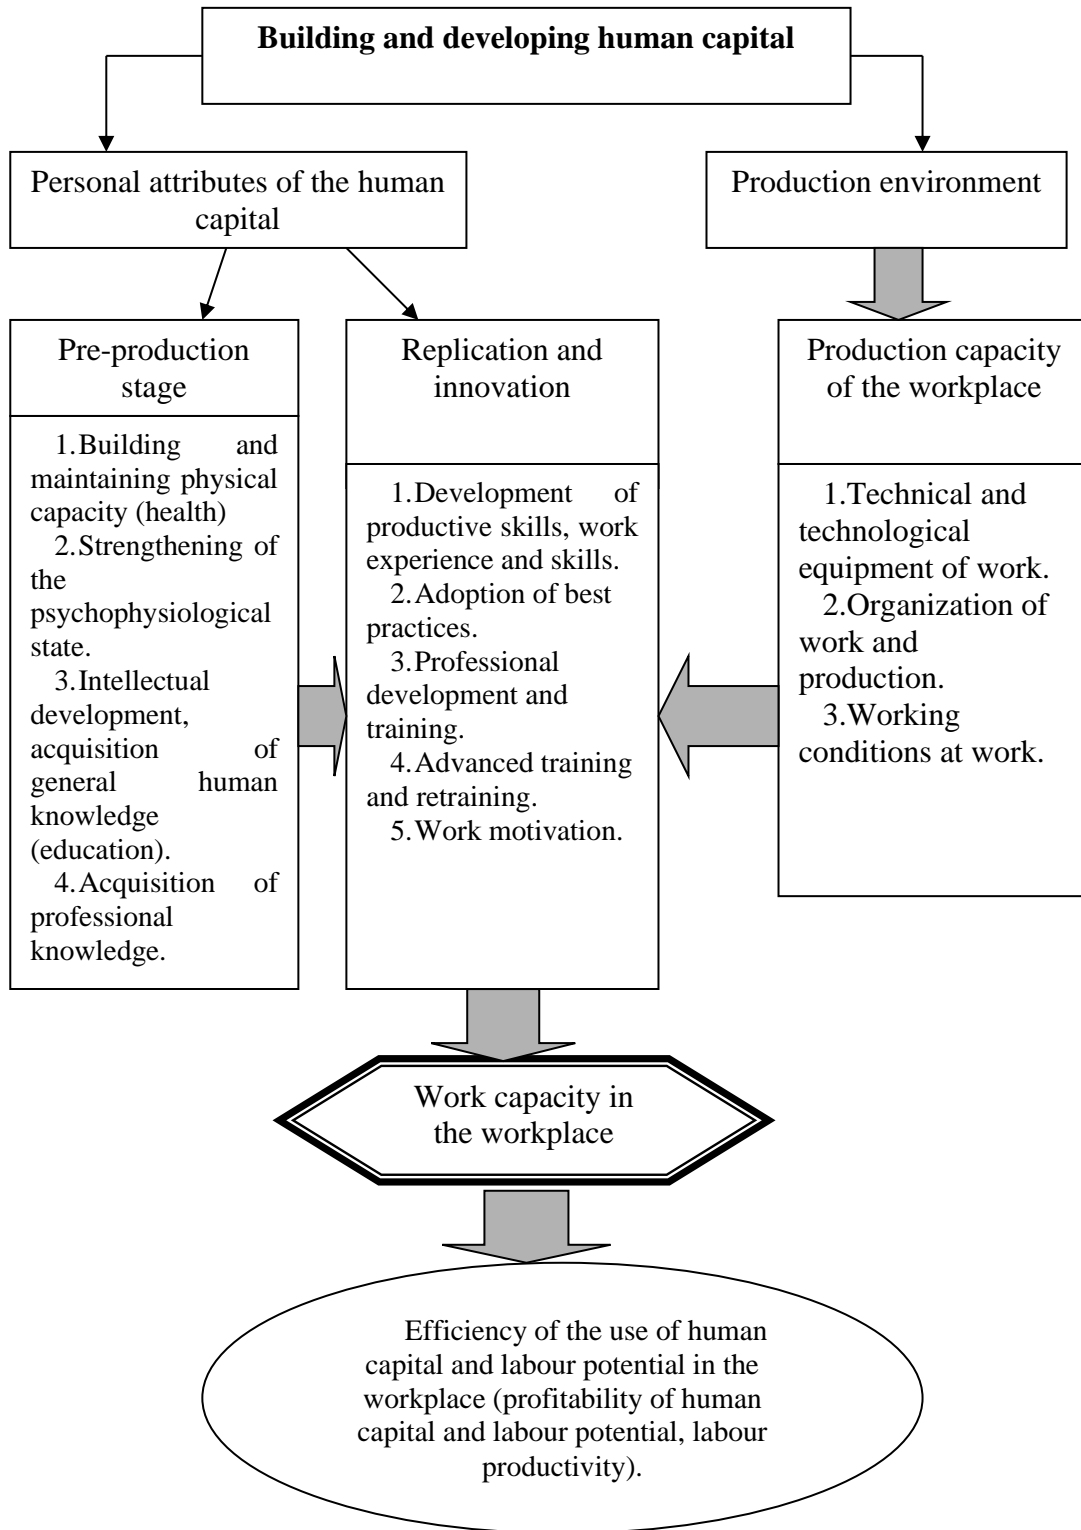 Building and developing human capital
Personal attributes of the human
capital
Production environment
Pre-production
stage
1.Building and
maintaining physical
capacity (health)
2.Strengthening of
the
psychophysiological
state.
3.Intellectual
development,
acquisition of
general human
knowledge
(education).
4.Acquisition of
professional
knowledge.
Replication and
innovation
1.Development of
productive skills, work
experience and skills.
2.Adoption of best
practices.
3.Professional
development and
training.
4.Advanced training
and retraining.
5.Work motivation.
Production capacity
of the workplace
1.Technical and
technological
equipment of work.
2.Organization of
work and
production.
3.Working
conditions at work.
Work capacity in
the workplace
Efficiency of the use of human
capital and labour potential in the
workplace (profitability of human
capital and labour potential, labour
productivity).